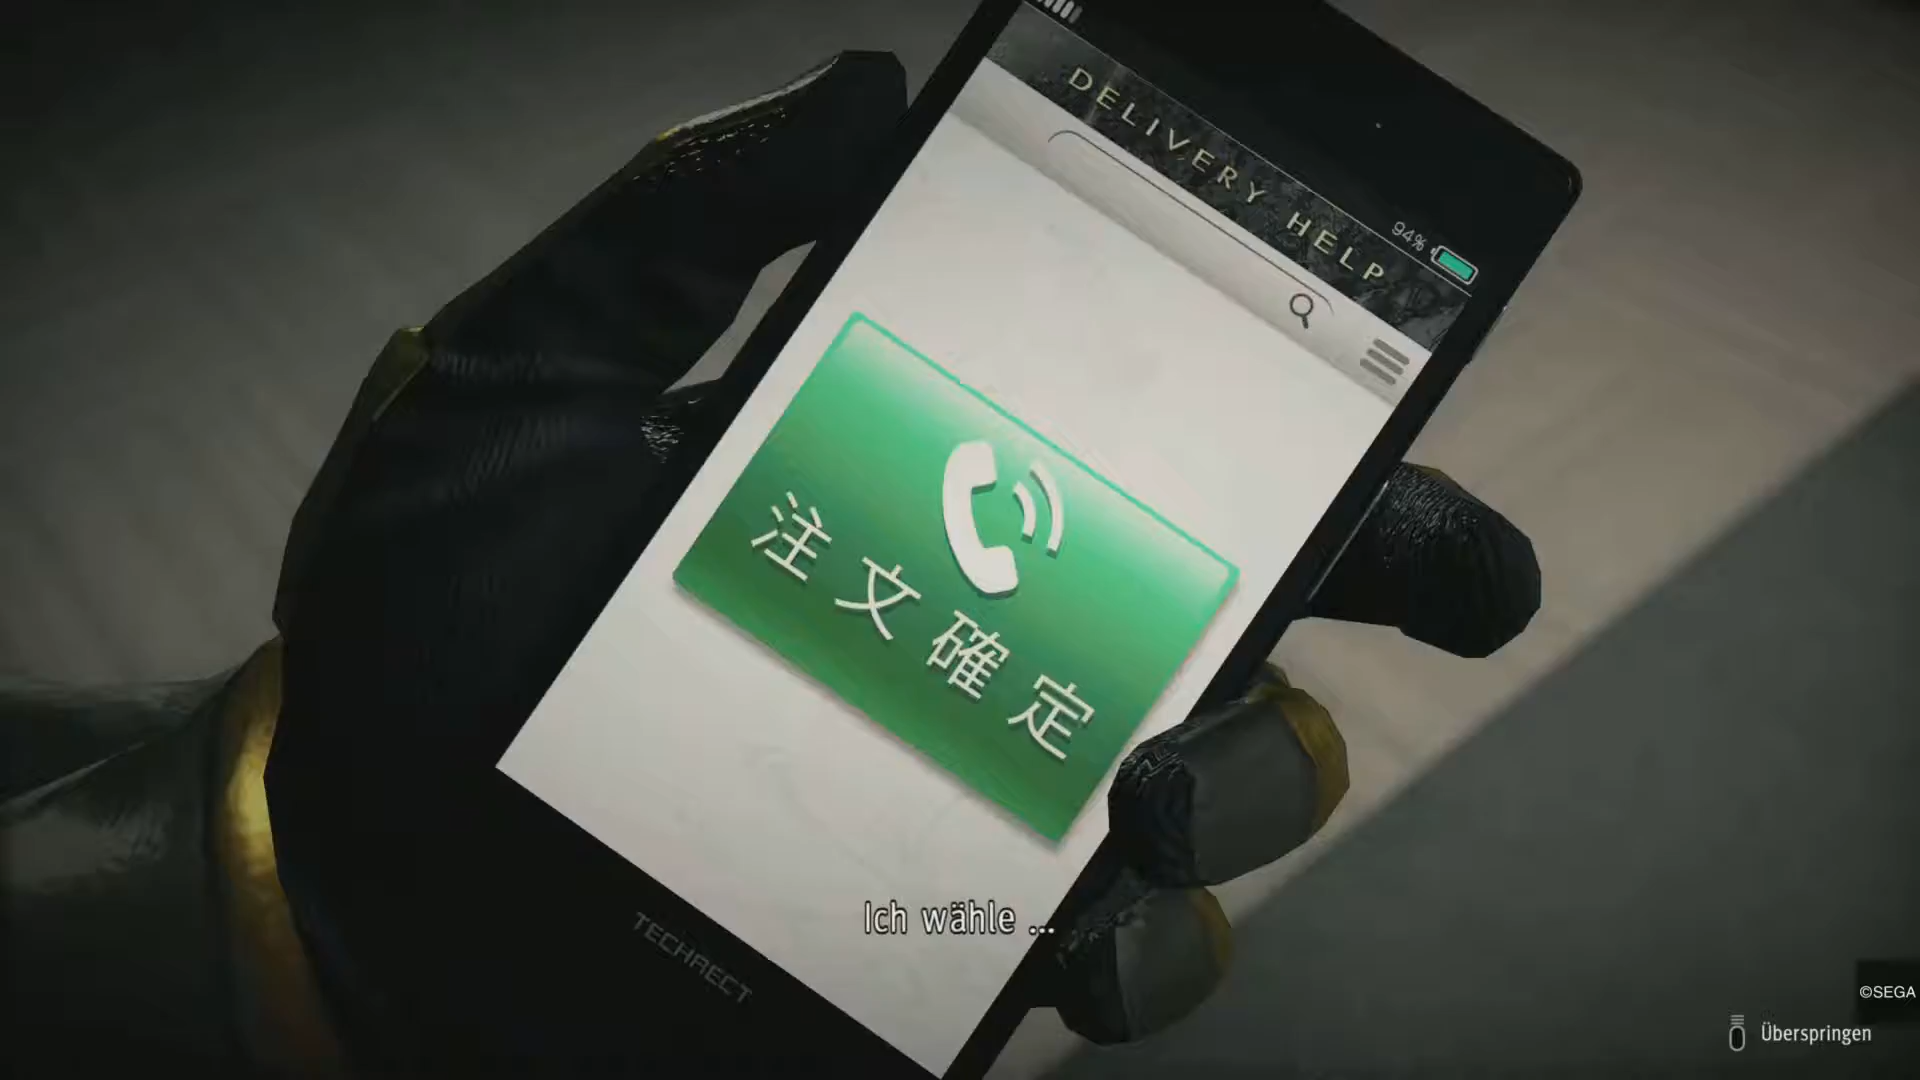 DELIVERY HELP
94%
注文確定
Ich wähle ...
TECHRECT
©SEGA
Überspringen